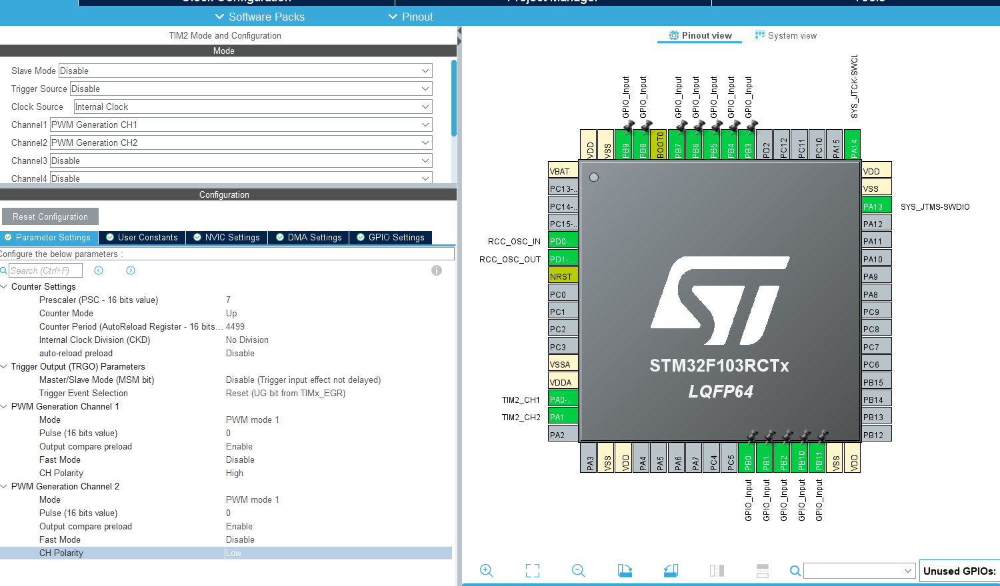 Clock Configuration
Project Manager
Tools
Software Packs
Pinout
TIM2 Mode and Configuration
Mode
Slave Mode Disable
Trigger Source Disable
Clock Source Internal Clock
Channel1 PWM Generation CH1
Channel2 PWM Generation CH2
Channel3 Disable
Channel4 Disable
Configuration
Reset Configuration
Parameter Settings
User Constants
NVIC Settings
DMA Settings
GPIO Settings
Configure the below parameters :
Search (Ctrl+F)
Counter Settings
Prescaler (PSC - 16 bits value) 7
Counter Mode Up
Counter Period (AutoReload Register - 16 bits... 4499
Internal Clock Division (CKD) No Division
auto-reload preload Disable
Trigger Output (TRGO) Parameters
Master/Slave Mode (MSM bit) Disable (Trigger input effect not delayed)
Trigger Event Selection Reset (UG bit from TIMx_EGR)
PWM Generation Channel 1
Mode PWM mode 1
Pulse (16 bits value) 0
Output compare preload Enable
Fast Mode Disable
CH Polarity High
PWM Generation Channel 2
Mode PWM mode 1
Pulse (16 bits value) 0
Output compare preload Enable
Fast Mode Disable
CH Polarity Low
Pinout view
System view
GPIO_Input
GPIO_Input
GPIO_Input
GPIO_Input
GPIO_Input
GPIO_Input
GPIO_Input
SYS_JTCK-SWCL
VDD
VSS
PB9
PB8
BOOT0
PB7
PB6
PB5
PB4
PB3
PD2
PC12
PC11
PC10
PA15
PA14
VBAT
PC13-..
PC14-..
PC15-..
RCC_OSC_IN PD0-..
RCC_OSC_OUT PD1-..
NRST
PC0
PC1
PC2
PC3
VSSA
VDDA
TIM2_CH1 PA0-..
TIM2_CH2 PA1
PA2
ST
STM32F103RCTx
LQFP64
VDD
VSS
PA13 SYS_JTMS-SWDIO
PA12
PA11
PA10
PA9
PA8
PC9
PC8
PC7
PC6
PB15
PB14
PB13
PB12
PA3
VSS
VDD
PA4
PA5
PA6
PA7
PC4
PC5
PB0
PB1
PB2
PB10
PB11
VSS
VDD
GPIO_Input
GPIO_Input
GPIO_Input
GPIO_Input
GPIO_Input
Unused GPIOs: